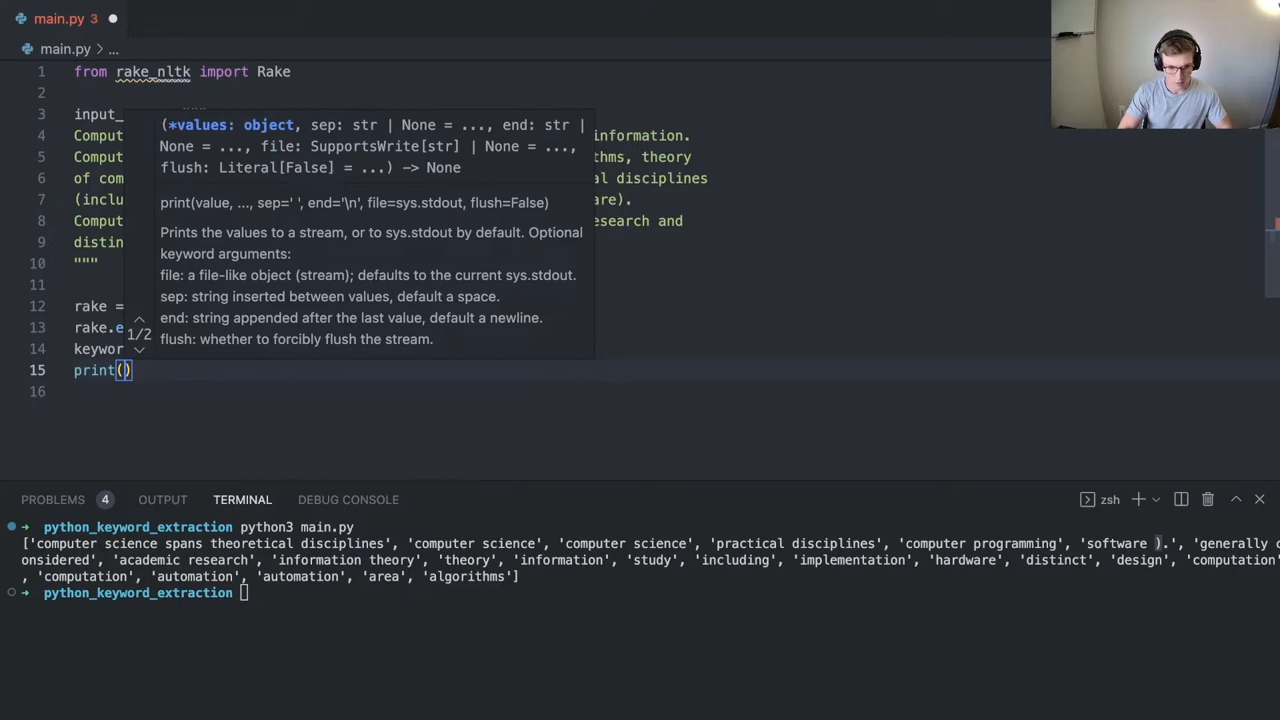 main.py 3
main.py > ...
1 from rake_nltk import Rake
2
3 input_ """
(*values: object, sep: str | None = ..., end: str |
4 Comput information.
None = ..., file: SupportsWrite[str] | None = ...,
5 Comput thms, theory
flush: Literal[False] = ...) -> None
6 of com al disciplines
7 (inclu are).
print(value, ..., sep=' ', end='\n', file=sys.stdout, flush=False)
8 Comput esearch and
Prints the values to a stream, or to sys.stdout by default. Optional
9 distin
keyword arguments:
10 """
file: a file-like object (stream); defaults to the current sys.stdout.
11
sep: string inserted between values, default a space.
12 rake =
end: string appended after the last value, default a newline.
13 rake.e
1/2
flush: whether to forcibly flush the stream.
14 keywor
15 print()
16
PROBLEMS 4 OUTPUT TERMINAL DEBUG CONSOLE zsh
→ python_keyword_extraction python3 main.py
['computer science spans theoretical disciplines', 'computer science', 'computer science', 'practical disciplines', 'computer programming', 'software ).', 'generally c
onsidered', 'academic research', 'information theory', 'theory', 'information', 'study', 'including', 'implementation', 'hardware', 'distinct', 'design', 'computation'
, 'computation', 'automation', 'automation', 'area', 'algorithms']
→ python_keyword_extraction